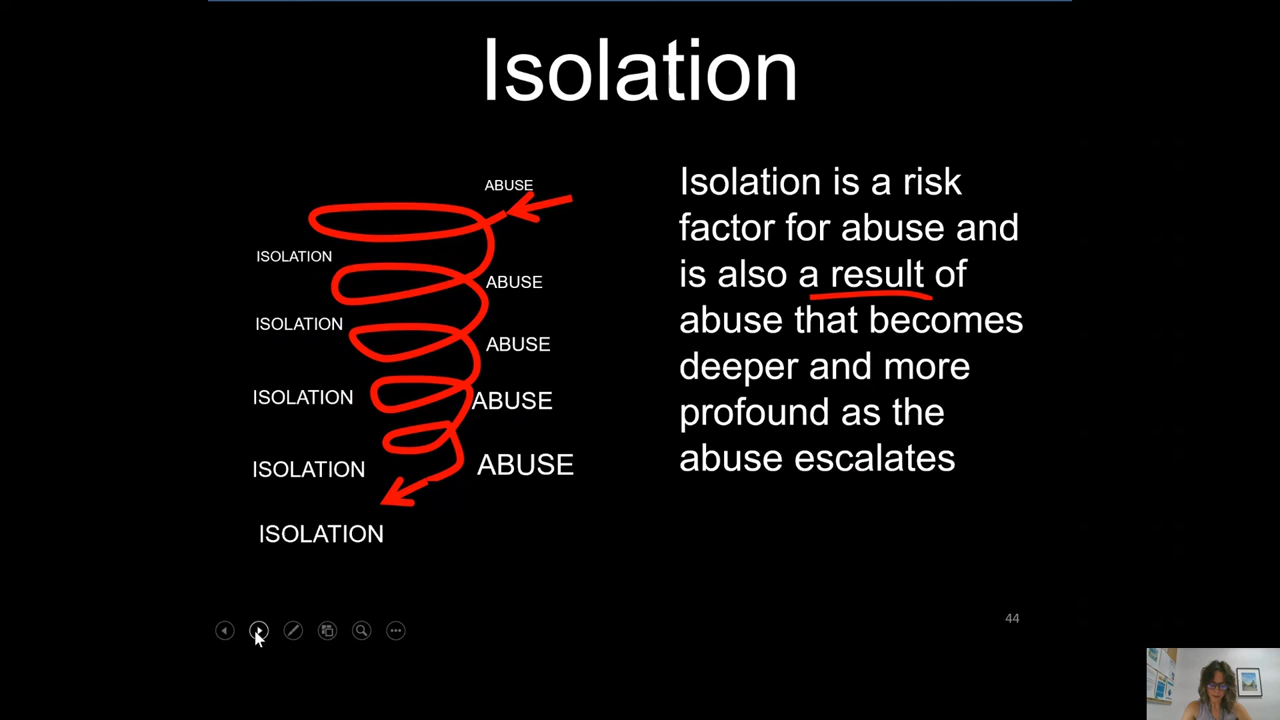 Isolation
ABUSE
ISOLATION
ABUSE
ISOLATION
ABUSE
ISOLATION
ABUSE
ISOLATION
ABUSE
ISOLATION
Isolation is a risk
factor for abuse and
is also a result of
abuse that becomes
deeper and more
profound as the
abuse escalates
44